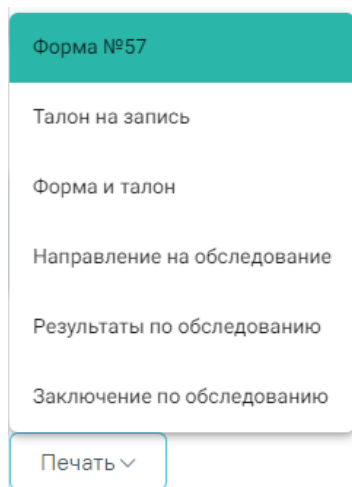 Форма №57
Талон на запись
Форма и талон
Направление на обследование
Результаты по обследованию
Заключение по обследованию
Печать